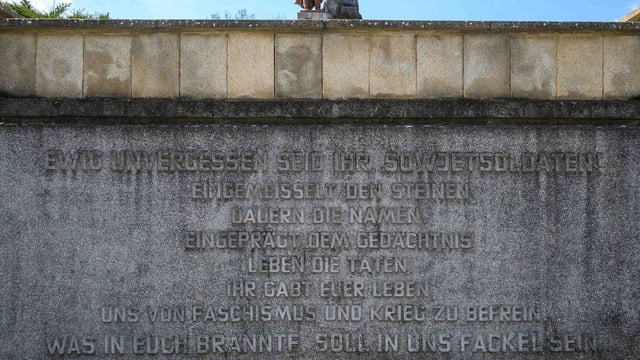 EWIG UNVERGESSEN SEID IHR, SOWJETSOLDATEN!
EINGEMEISSELT DEN STEINEN
DAUERN DIE NAMEN.
EINGEPRÄGT DEM GEDÄCHTNIS
LEBEN DIE TATEN.
IHR GABT EUER LEBEN,
UNS VON FASCHISMUS UND KRIEG ZU BEFREIN.
WAS IN EUCH BRANNTE, SOLL IN UNS FACKEL SEIN.